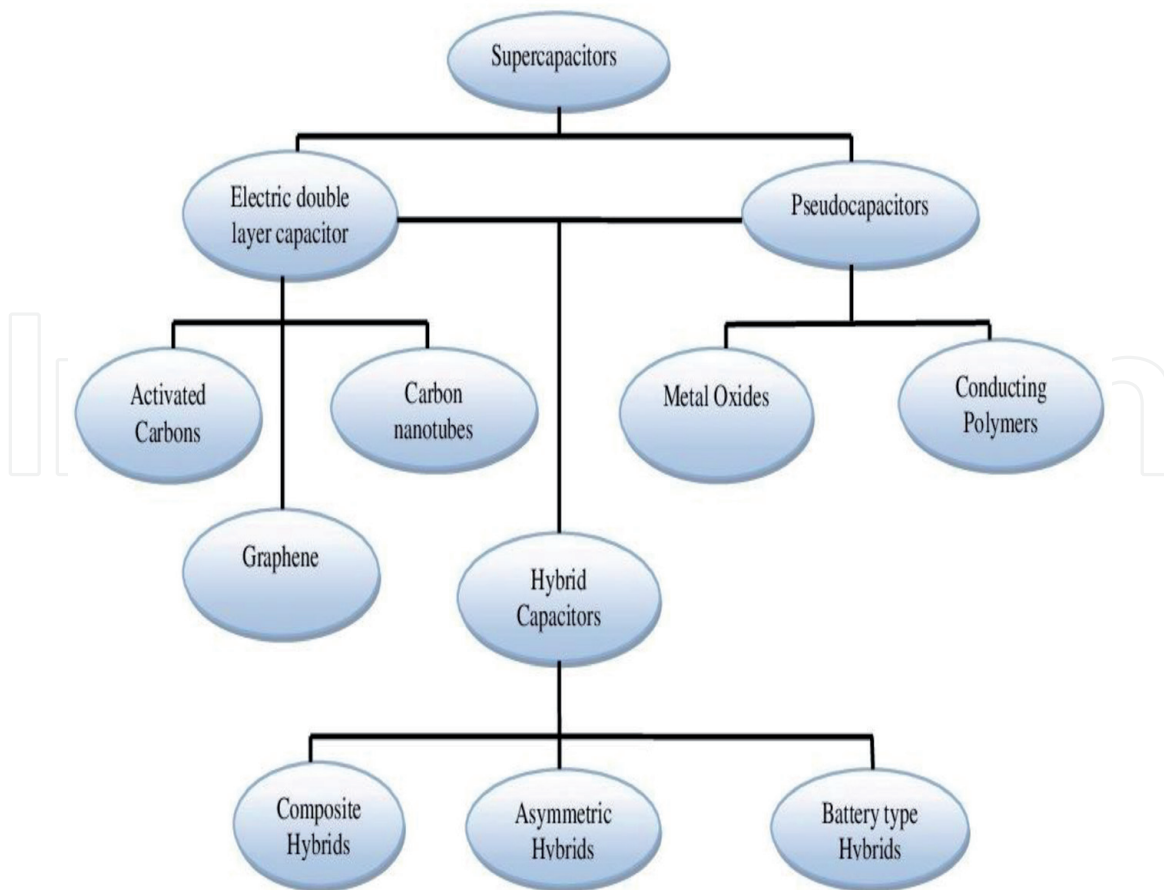 Supercapacitors
Electric double
layer capacitor
Pseudocapacitors
Activated
Carbons
Carbon
nanotubes
Metal Oxides
Conducting
Polymers
Graphene
Hybrid
Capacitors
Composite
Hybrids
Asymmetric
Hybrids
Battery type
Hybrids